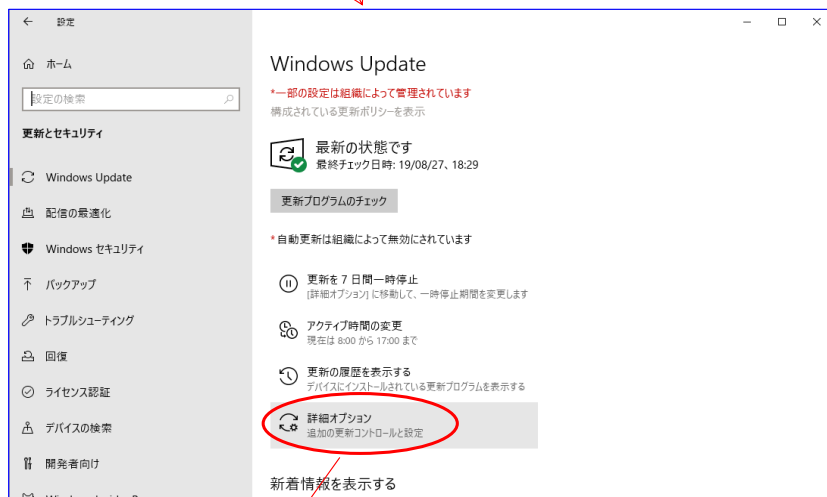 設定
ホーム
設定の検索
更新とセキュリティ
Windows Update
配信の最適化
Windows セキュリティ
バックアップ
トラブルシューティング
回復
ライセンス認証
デバイスの検索
開発者向け
Windows Update
*一部の設定は組織によって管理されています
構成されている更新ポリシーを表示
最新の状態です
最終チェック日時: 19/08/27、18:29
更新プログラムのチェック
*自動更新は組織によって無効にされています
更新を 7 日間一時停止
[詳細オプション] に移動して、一時停止期間を変更します
アクティブ時間の変更
現在は 8:00 から 17:00 まで
更新の履歴を表示する
デバイスにインストールされている更新プログラムを表示する
詳細オプション
追加の更新コントロールと設定
新着情報を表示する